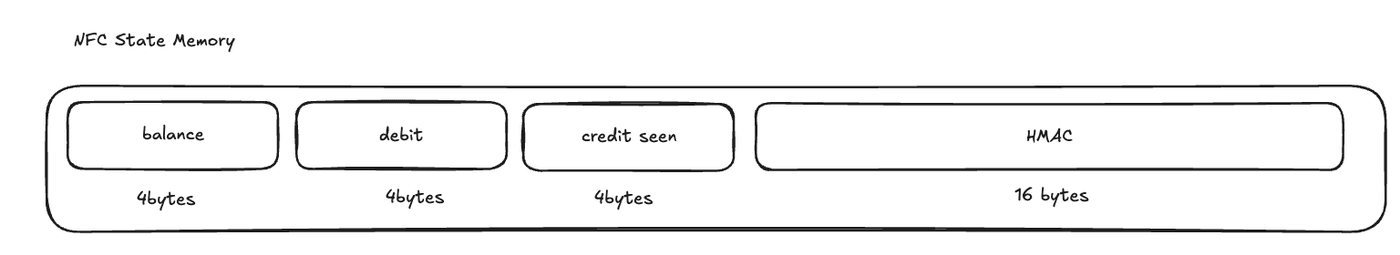 NFC State Memory
balance
debit
credit seen
HMAC
4bytes
4bytes
4bytes
16 bytes